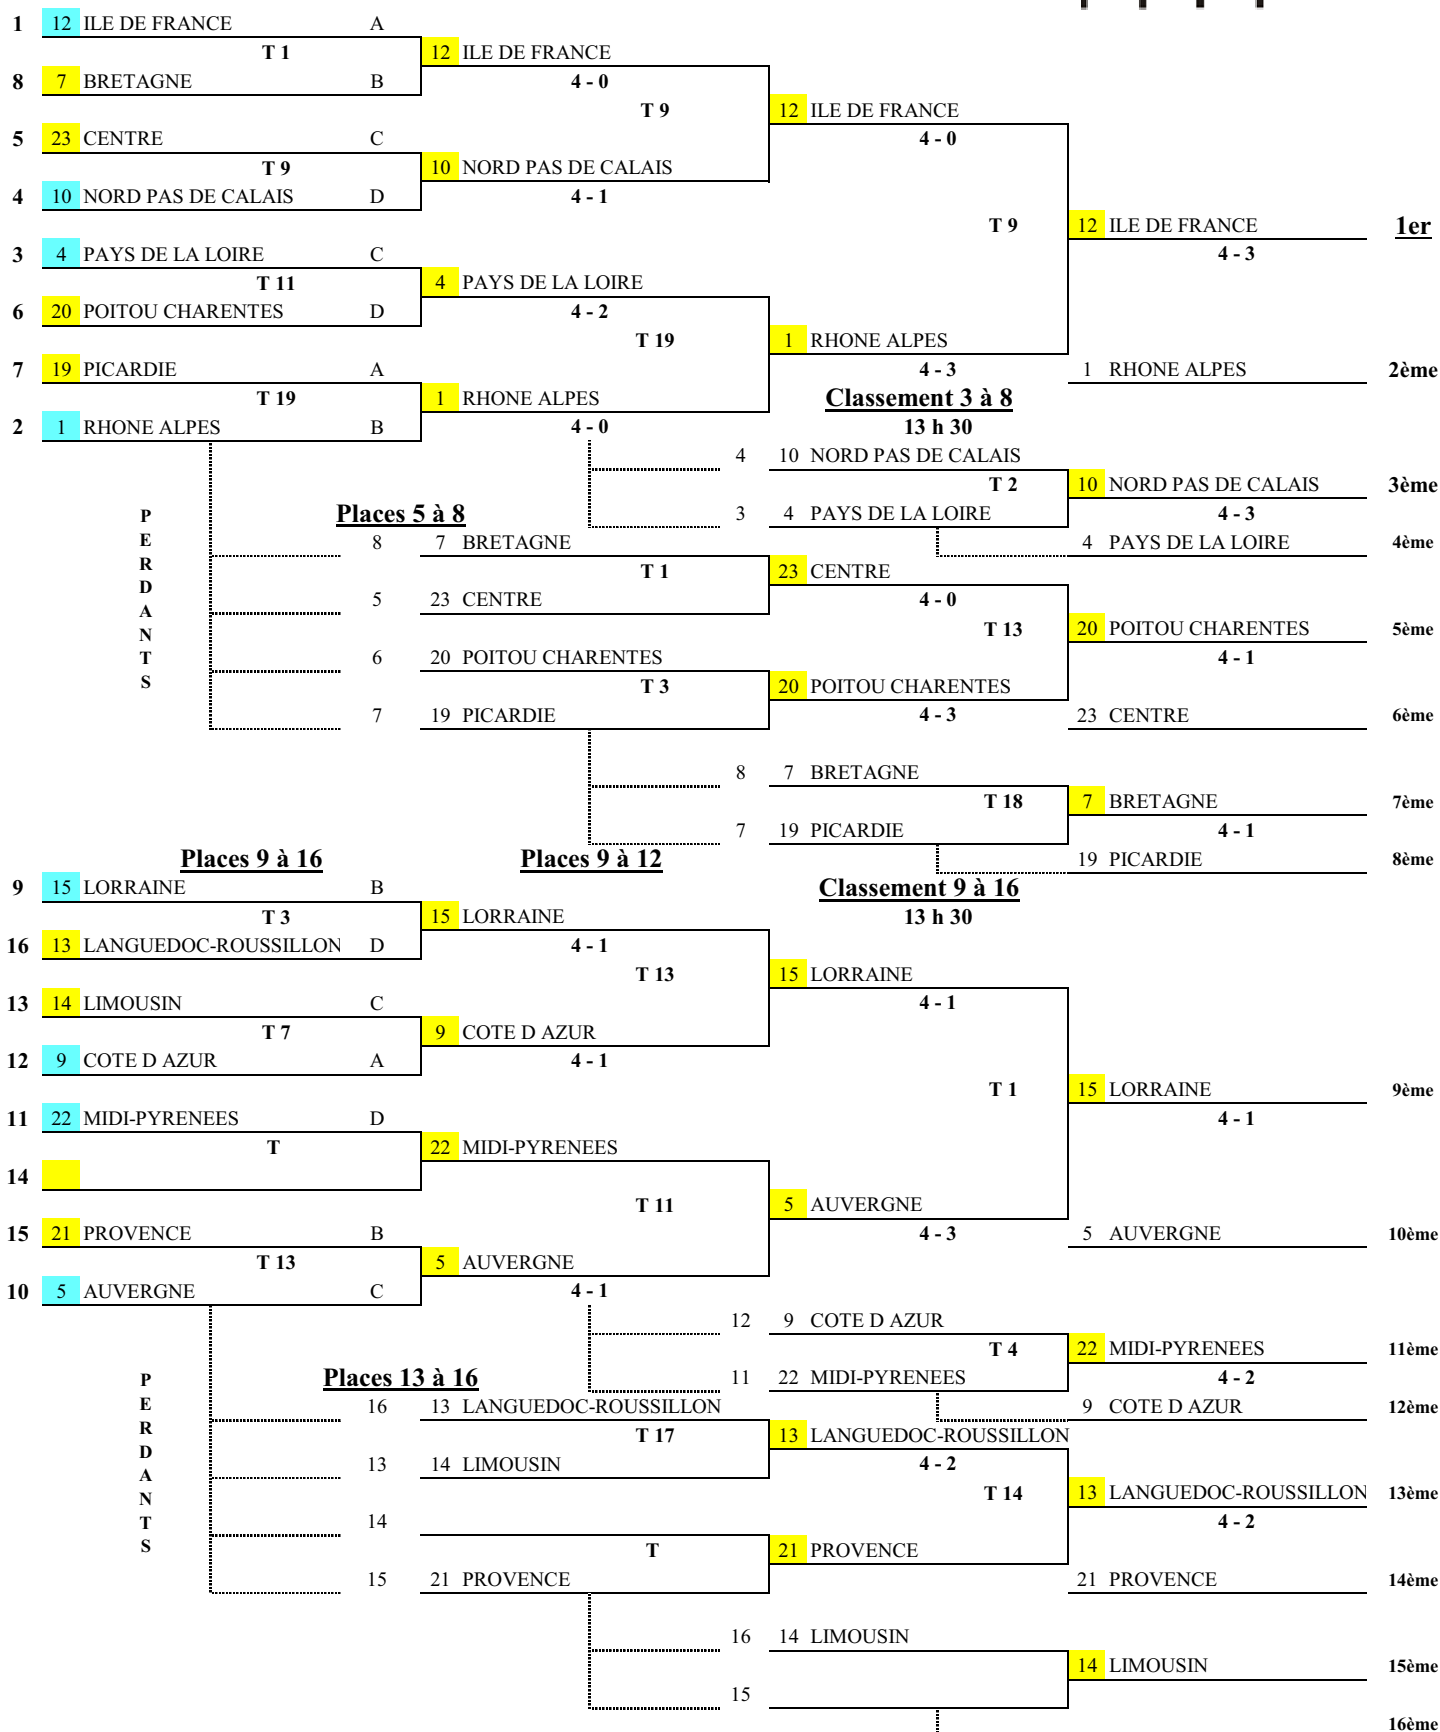 1 12 ILE DE FRANCE A
T 1 12 ILE DE FRANCE
8 7 BRETAGNE B 4 - 0
T 9 12 ILE DE FRANCE
5 23 CENTRE C 4 - 0
T 9 10 NORD PAS DE CALAIS
4 10 NORD PAS DE CALAIS D 4 - 1
T 9 12 ILE DE FRANCE 1er
3 4 PAYS DE LA LOIRE C 4 - 3
T 11 4 PAYS DE LA LOIRE
6 20 POITOU CHARENTES D 4 - 2
T 19 1 RHONE ALPES
7 19 PICARDIE A 4 - 3 1 RHONE ALPES 2ème
T 19 1 RHONE ALPES Classement 3 à 8
2 1 RHONE ALPES B 4 - 0 13 h 30
4 10 NORD PAS DE CALAIS
T 2 10 NORD PAS DE CALAIS 3ème
P Places 5 à 8 3 4 PAYS DE LA LOIRE 4 - 3
E 8 7 BRETAGNE 4 PAYS DE LA LOIRE 4ème
R T 1 23 CENTRE
D
A 5 23 CENTRE 4 - 0
N T 13 20 POITOU CHARENTES 5ème
T 6 20 POITOU CHARENTES 4 - 1
S T 3 20 POITOU CHARENTES
7 19 PICARDIE 4 - 3 23 CENTRE 6ème
8 7 BRETAGNE
T 18 7 BRETAGNE 7ème
7 19 PICARDIE 4 - 1
Places 9 à 16 Places 9 à 12 19 PICARDIE 8ème
9 15 LORRAINE B Classement 9 à 16
T 3 15 LORRAINE 13 h 30
16 13 LANGUEDOC-ROUSSILLON D 4 - 1
T 13 15 LORRAINE
13 14 LIMOUSIN C 4 - 1
T 7 9 COTE D AZUR
12 9 COTE D AZUR A 4 - 1
T 1 15 LORRAINE 9ème
11 22 MIDI-PYRENEES D 4 - 1
T 22 MIDI-PYRENEES
14
T 11 5 AUVERGNE
15 21 PROVENCE B 4 - 3 5 AUVERGNE 10ème
T 13 5 AUVERGNE
10 5 AUVERGNE C 4 - 1
12 9 COTE D AZUR
T 4 22 MIDI-PYRENEES 11ème
P Places 13 à 16 11 22 MIDI-PYRENEES 4 - 2
E 16 13 LANGUEDOC-ROUSSILLON 9 COTE D AZUR 12ème
R T 17 13 LANGUEDOC-ROUSSILLON
D
A 13 14 LIMOUSIN 4 - 2
N T 14 13 LANGUEDOC-ROUSSILLON 13ème
T 14 4 - 2
S T 21 PROVENCE
15 21 PROVENCE 21 PROVENCE 14ème
16 14 LIMOUSIN
14 LIMOUSIN 15ème
15
16ème